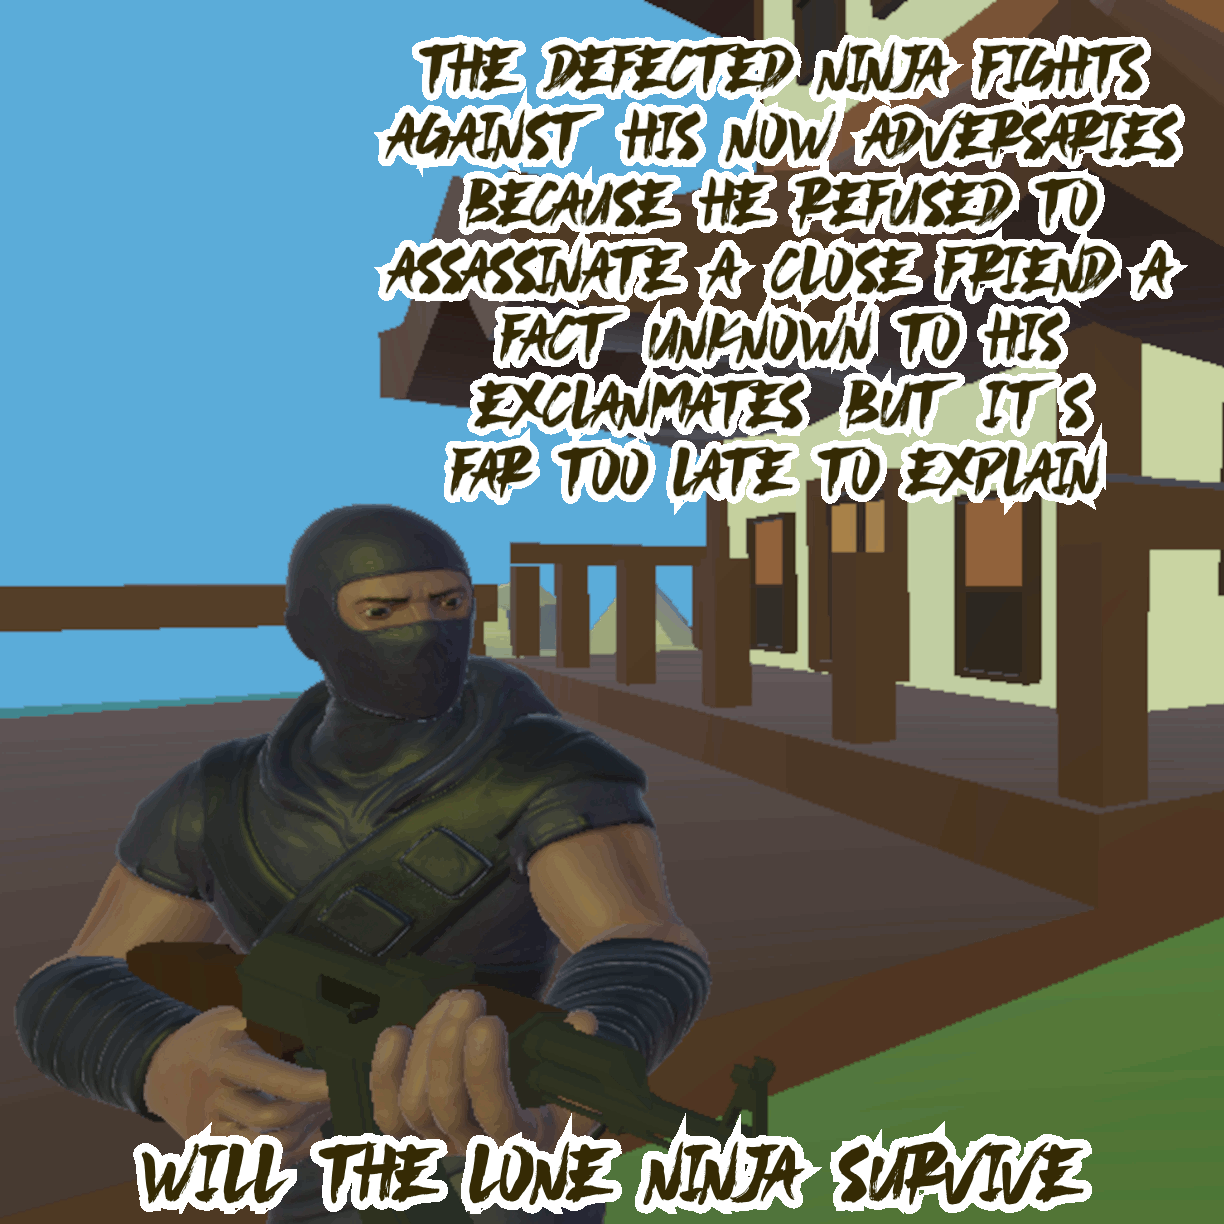 THE DEFECTED NINJA FIGHTS
AGAINST HIS NOW ADVERSARIES
BECAUSE HE REFUSED TO
ASSASSINATE A CLOSE FRIEND A
FACT UNKNOWN TO HIS
EXCLANMATES BUT IT S
FAR TOO LATE TO EXPLAIN
WILL THE LONE NINJA SURVIVE